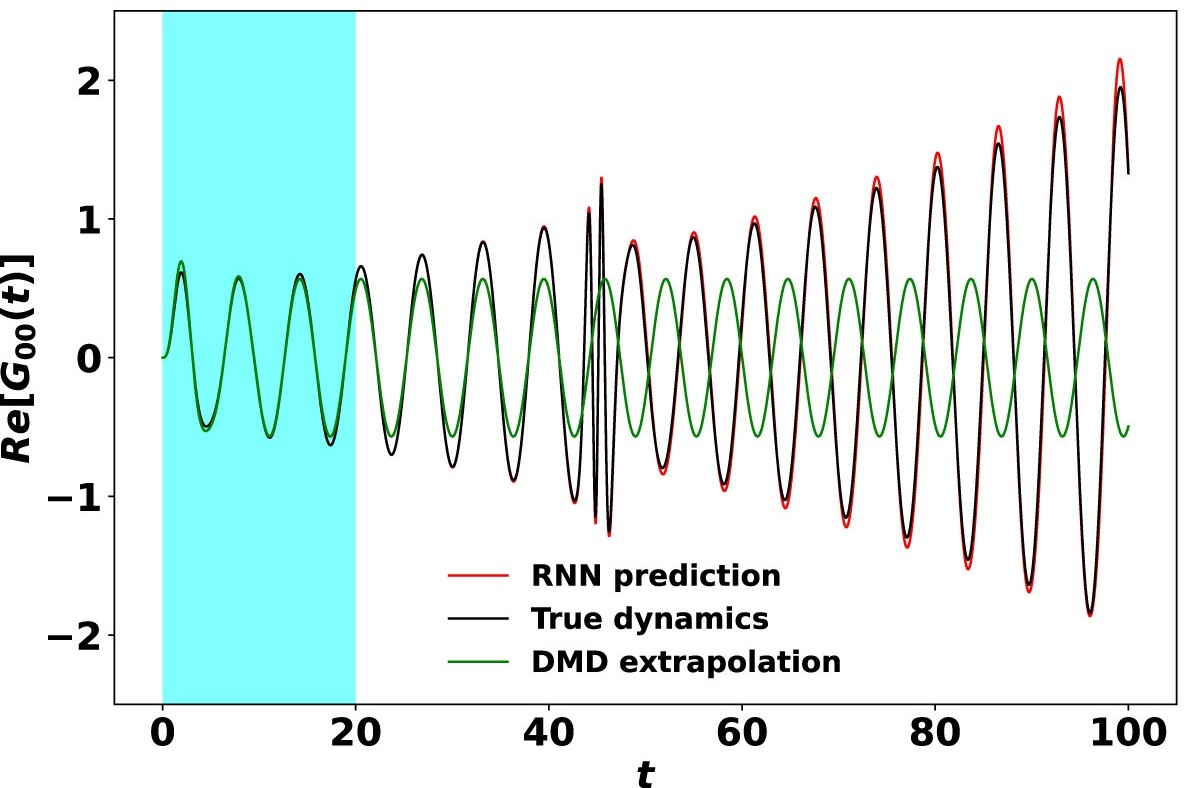 Re[G₀₀(t)]
2
1
0
−1
−2
RNN prediction
True dynamics
DMD extrapolation
0 20 40 60 80 100
t